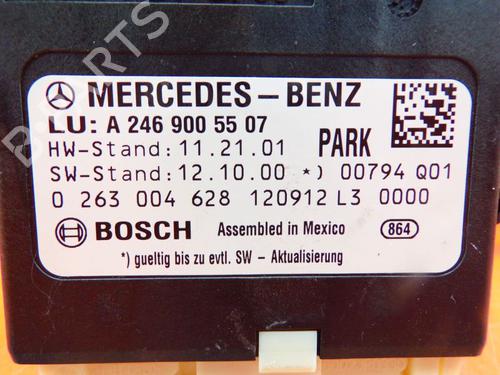 MERCEDES – BENZ
LU: A 246 900 55 07
HW-Stand: 11.21.01 PARK
SW-Stand: 12.10.00 *) 00794 Q01
0 263 004 628 120912 L3 0000
BOSCH Assembled in Mexico 864
*) gueltig bis zu evtl. SW - Aktualisierung